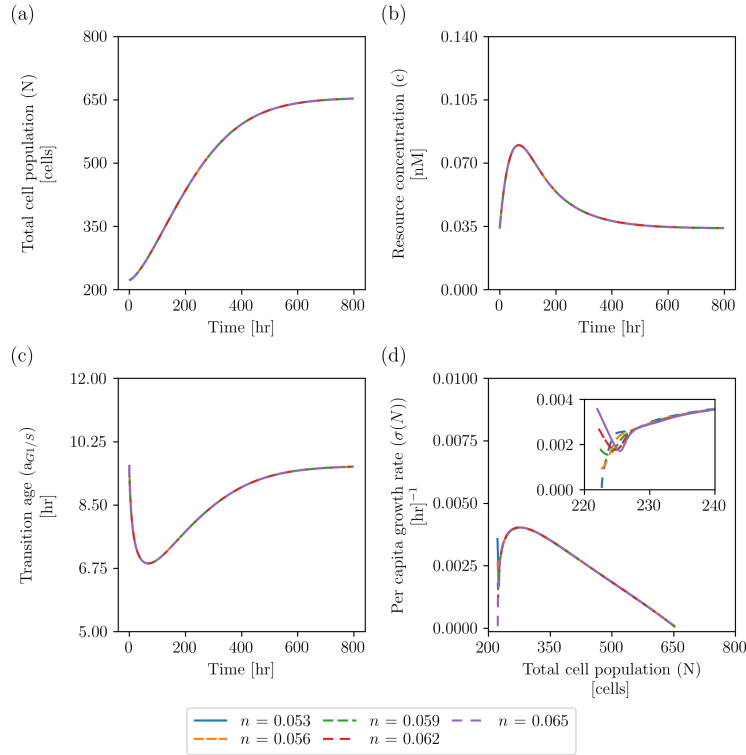 (a)
Total cell population (N)
[cells]
800
650
500
350
200
0 200 400 600 800
Time [hr]
(b)
Resource concentration (c)
[nM]
0.140
0.105
0.070
0.035
0.000
0 200 400 600 800
Time [hr]
(c)
Transition age (a_{G1/S})
[hr]
12.00
10.25
8.50
6.75
5.00
0 200 400 600 800
Time [hr]
(d)
Per capita growth rate (σ(N))
[hr]⁻¹
0.0100
0.0075
0.0050
0.0025
0.0000
200 350 500 650 800
Total cell population (N)
[cells]
0.004
0.002
0.000
220 230 240
n = 0.053
n = 0.056
n = 0.059
n = 0.062
n = 0.065